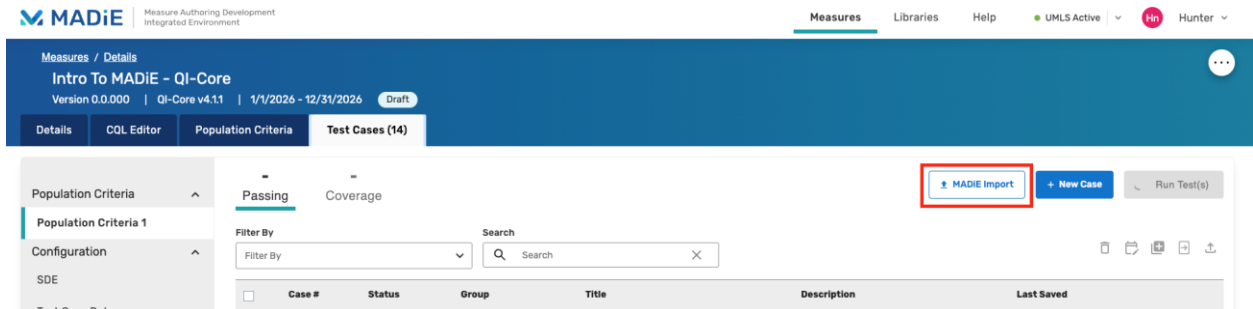 MADiE
Measure Authoring Development
Integrated Environment
Measures
Libraries
Help
UMLS Active
Hn
Hunter
Measures / Details
Intro To MADiE - QI-Core
Version 0.0.000 | QI-Core v4.1.1 | 1/1/2026 - 12/31/2026 Draft
Details
CQL Editor
Population Criteria
Test Cases (14)
Population Criteria
Population Criteria 1
Configuration
SDE
-
Passing
-
Coverage
MADiE Import
+ New Case
Run Test(s)
Filter By
Filter By
Search
Search
Case #
Status
Group
Title
Description
Last Saved